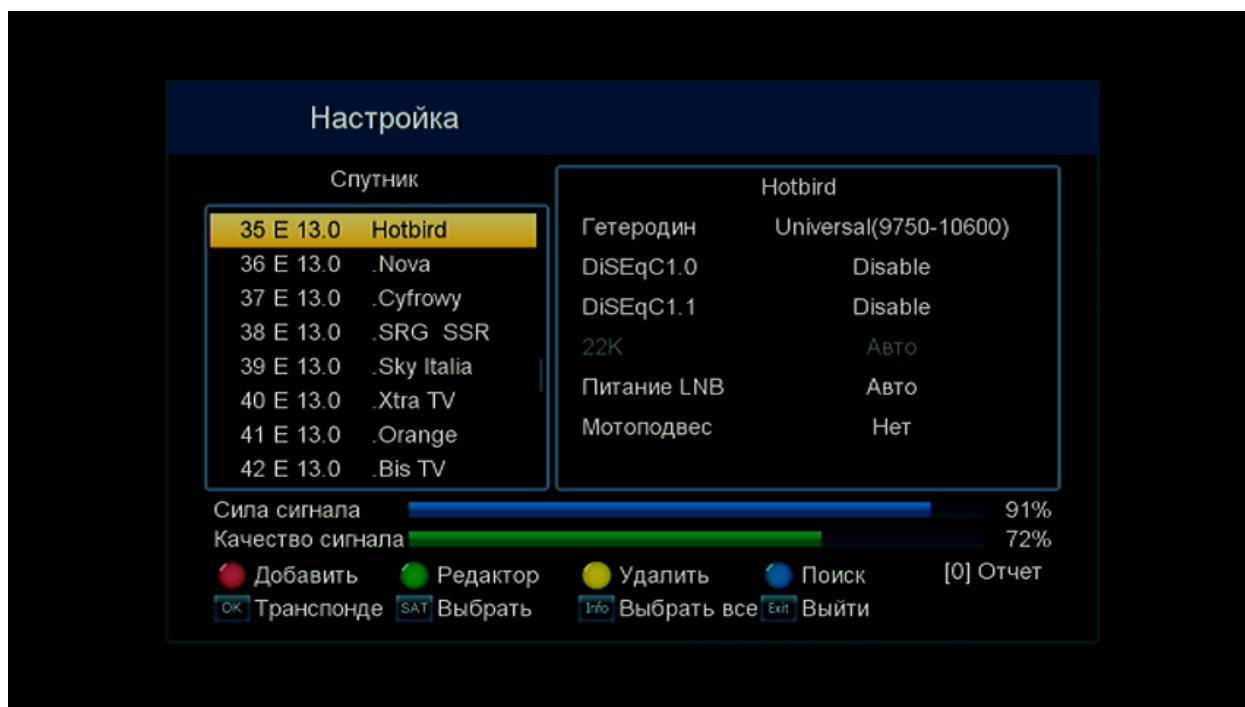 Настройка
Спутник
35 E 13.0 Hotbird
36 E 13.0 .Nova
37 E 13.0 .Cyfrowy
38 E 13.0 .SRG SSR
39 E 13.0 .Sky Italia
40 E 13.0 .Xtra TV
41 E 13.0 .Orange
42 E 13.0 .Bis TV
Hotbird
Гетеродин Universal(9750-10600)
DiSEqC1.0 Disable
DiSEqC1.1 Disable
22K Авто
Питание LNB Авто
Мотоподвес Нет
Сила сигнала 91%
Качество сигнала 72%
Добавить Редактор Удалить Поиск [0] Отчет
OK Транспонде SAT Выбрать Info Выбрать все Exit Выйти